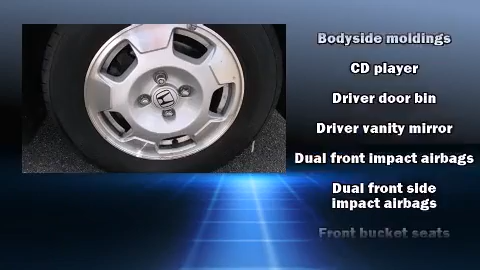 Bodyside moldings
CD player
Driver door bin
Driver vanity mirror
Dual front impact airbags
Dual front side
impact airbags
Front bucket seats